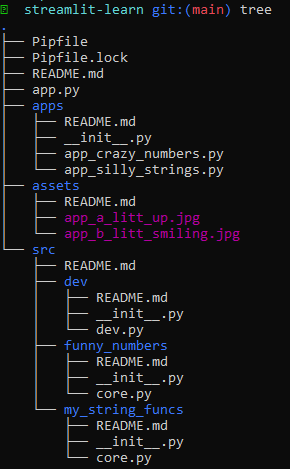 streamlit-learn git:(main) tree
.
├── Pipfile
├── Pipfile.lock
├── README.md
├── app.py
├── apps
│   ├── README.md
│   ├── __init__.py
│   ├── app_crazy_numbers.py
│   └── app_silly_strings.py
├── assets
│   ├── README.md
│   ├── app_a_litt_up.jpg
│   └── app_b_litt_smiling.jpg
└── src
    ├── README.md
    ├── dev
    │   ├── README.md
    │   ├── __init__.py
    │   └── dev.py
    ├── funny_numbers
    │   ├── README.md
    │   ├── __init__.py
    │   └── core.py
    └── my_string_funcs
        ├── README.md
        ├── __init__.py
        └── core.py